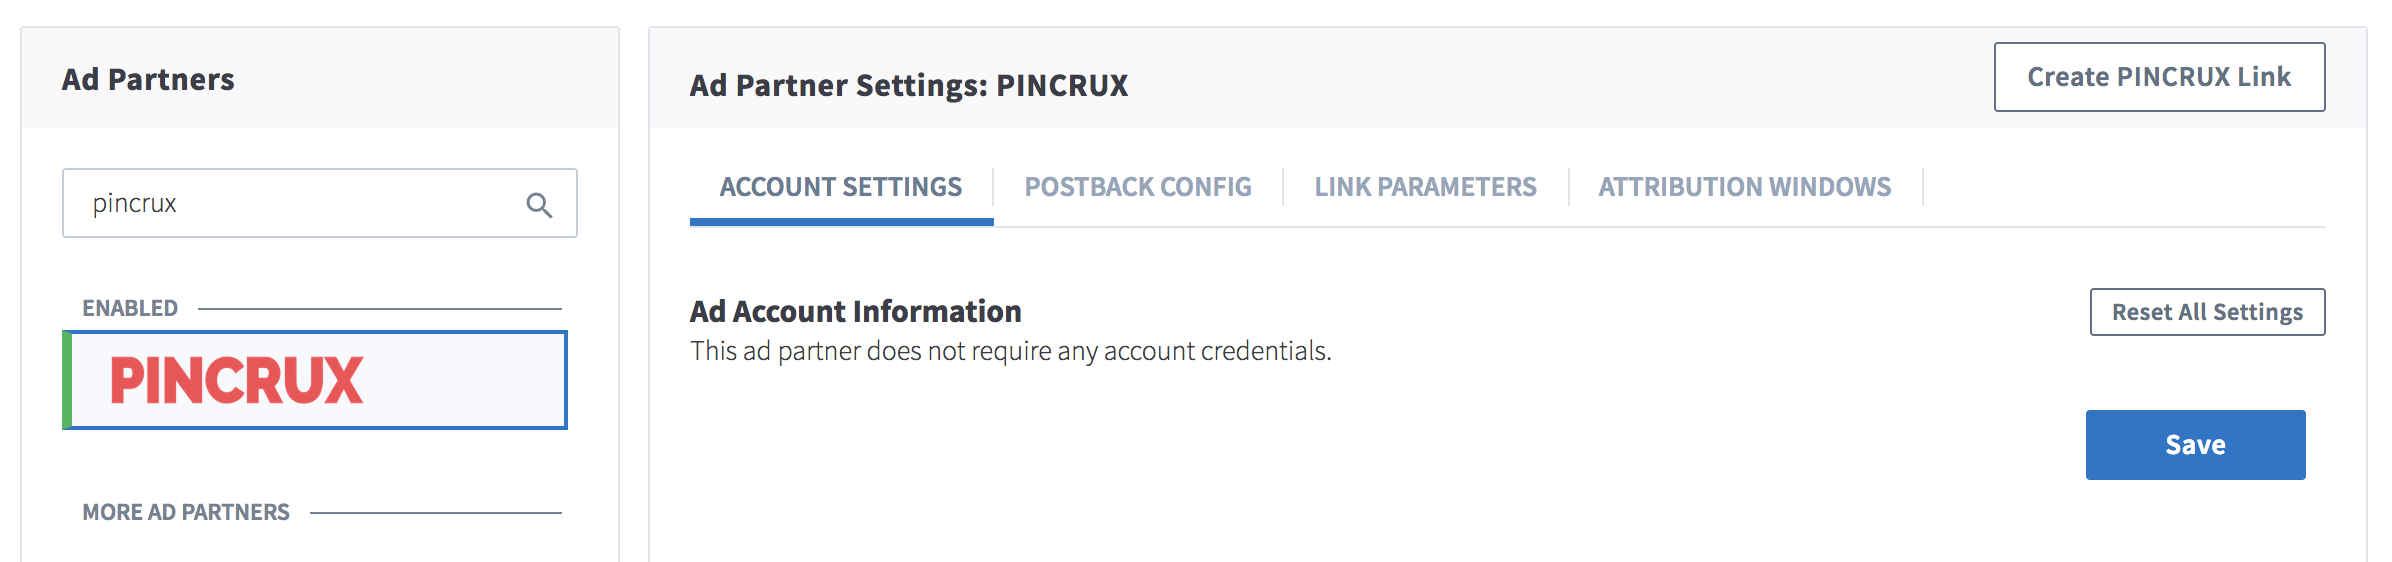 Ad Partners
pincrux
ENABLED
PINCRUX
MORE AD PARTNERS
Ad Partner Settings: PINCRUX
Create PINCRUX Link
ACCOUNT SETTINGS
POSTBACK CONFIG
LINK PARAMETERS
ATTRIBUTION WINDOWS
Ad Account Information
Reset All Settings
This ad partner does not require any account credentials.
Save